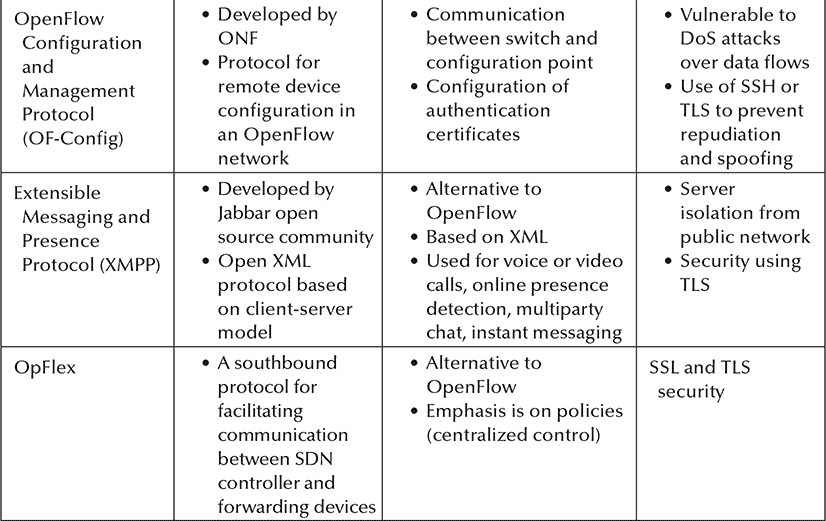 OpenFlow
Configuration
and
Management
Protocol
(OF-Config)
• Developed by
ONF
• Protocol for
remote device
configuration in
an OpenFlow
network
• Communication
between switch and
configuration point
• Configuration of
authentication
certificates
• Vulnerable to
DoS attacks
over data flows
• Use of SSH or
TLS to prevent
repudiation
and spoofing
Extensible
Messaging and
Presence
Protocol (XMPP)
• Developed by
Jabbar open
source community
• Open XML
protocol based
on client-server
model
• Alternative to
OpenFlow
• Based on XML
• Used for voice or video
calls, online presence
detection, multiparty
chat, instant messaging
• Server
isolation from
public network
• Security using
TLS
OpFlex
• A southbound
protocol for
facilitating
communication
between SDN
controller and
forwarding devices
• Alternative to
OpenFlow
• Emphasis is on policies
(centralized control)
SSL and TLS
security